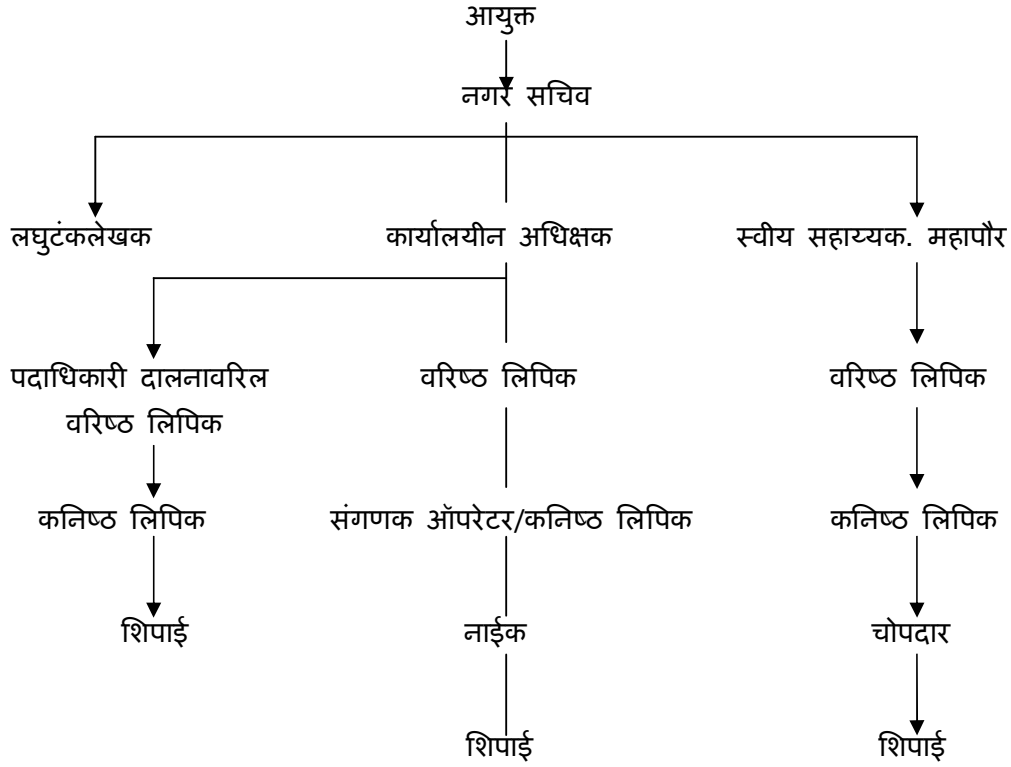 आयुक्त
नगर सचिव
लघुटंकलेखक कार्यालयीन अधिक्षक स्वीय सहाय्यक. महापौर
पदाधिकारी दालनावरिल वरिष्ठ लिपिक वरिष्ठ लिपिक
वरिष्ठ लिपिक
कनिष्ठ लिपिक संगणक ऑपरेटर/कनिष्ठ लिपिक कनिष्ठ लिपिक
शिपाई नाईक चोपदार
शिपाई शिपाई